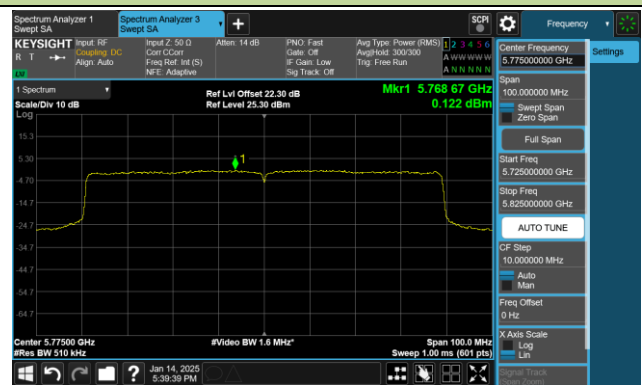 Spectrum Analyzer 1
Swept SA
Spectrum Analyzer 3
Swept SA
SCPI
Frequency
KEYSIGHT
R T
Input: RF
Coupling: DC
Align: Auto
Input Z: 50 Ω
Corr CCorr
Freq Ref: Int (S)
NFE: Adaptive
Atten: 14 dB
PNO: Fast
Gate: Off
IF Gain: Low
Sig Track: Off
Avg Type: Power (RMS)
Avg|Hold: 300/300
Trig: Free Run
1 2 3 4 5 6
A W W W W W
A N N N N N
1 Spectrum
Scale/Div 10 dB
Log
Ref Lvl Offset 22.30 dB
Ref Level 25.30 dBm
Mkr1 5.768 67 GHz
0.122 dBm
15.3
5.30
-4.70
-14.7
-24.7
-34.7
-44.7
-54.7
-64.7
1
Center 5.77500 GHz
#Res BW 510 kHz
#Video BW 1.6 MHz*
Span 100.0 MHz
Sweep 1.00 ms (601 pts)
Jan 14, 2025
5:39:39 PM
Center Frequency
5.775000000 GHz
Settings
Span
100.000000 MHz
Swept Span
Zero Span
Full Span
Start Freq
5.725000000 GHz
Stop Freq
5.825000000 GHz
AUTO TUNE
CF Step
10.000000 MHz
Auto
Man
Freq Offset
0 Hz
X Axis Scale
Log
Lin
Signal Track
(Span Zoom)